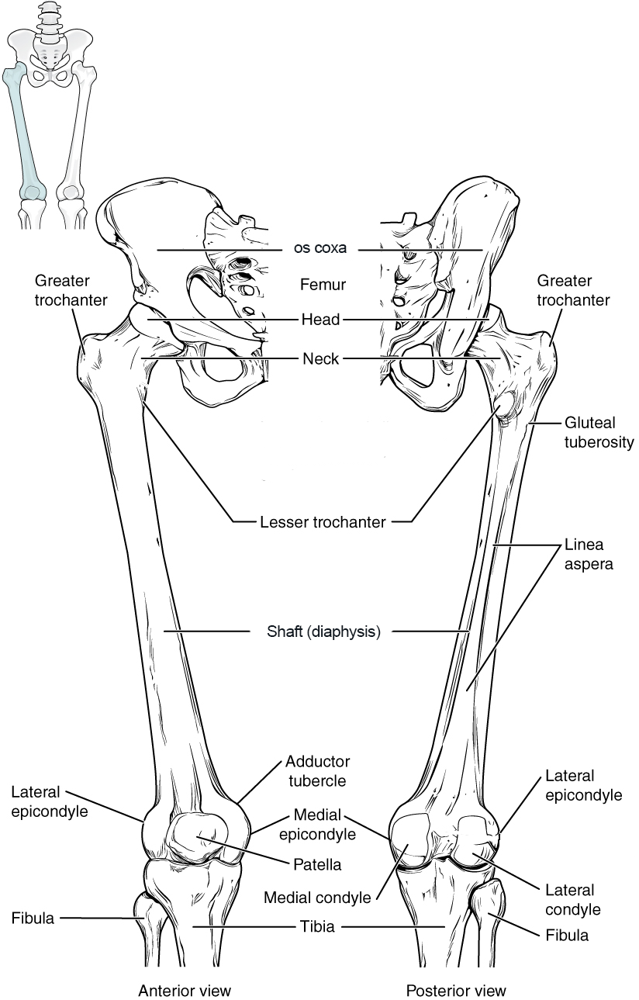 os coxa
Greater
trochanter
Femur
Greater
trochanter
Head
Neck
Gluteal
tuberosity
Lesser trochanter
Linea
aspera
Shaft (diaphysis)
Adductor
tubercle
Lateral
epicondyle
Lateral
epicondyle
Medial
epicondyle
Patella
Medial condyle
Lateral
condyle
Fibula
Tibia
Fibula
Anterior view
Posterior view